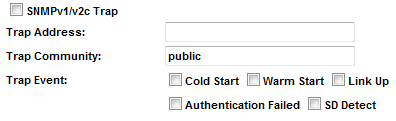 SNMPv1/v2c Trap
Trap Address:
Trap Community: public
Trap Event: Cold Start Warm Start Link Up
Authentication Failed SD Detect